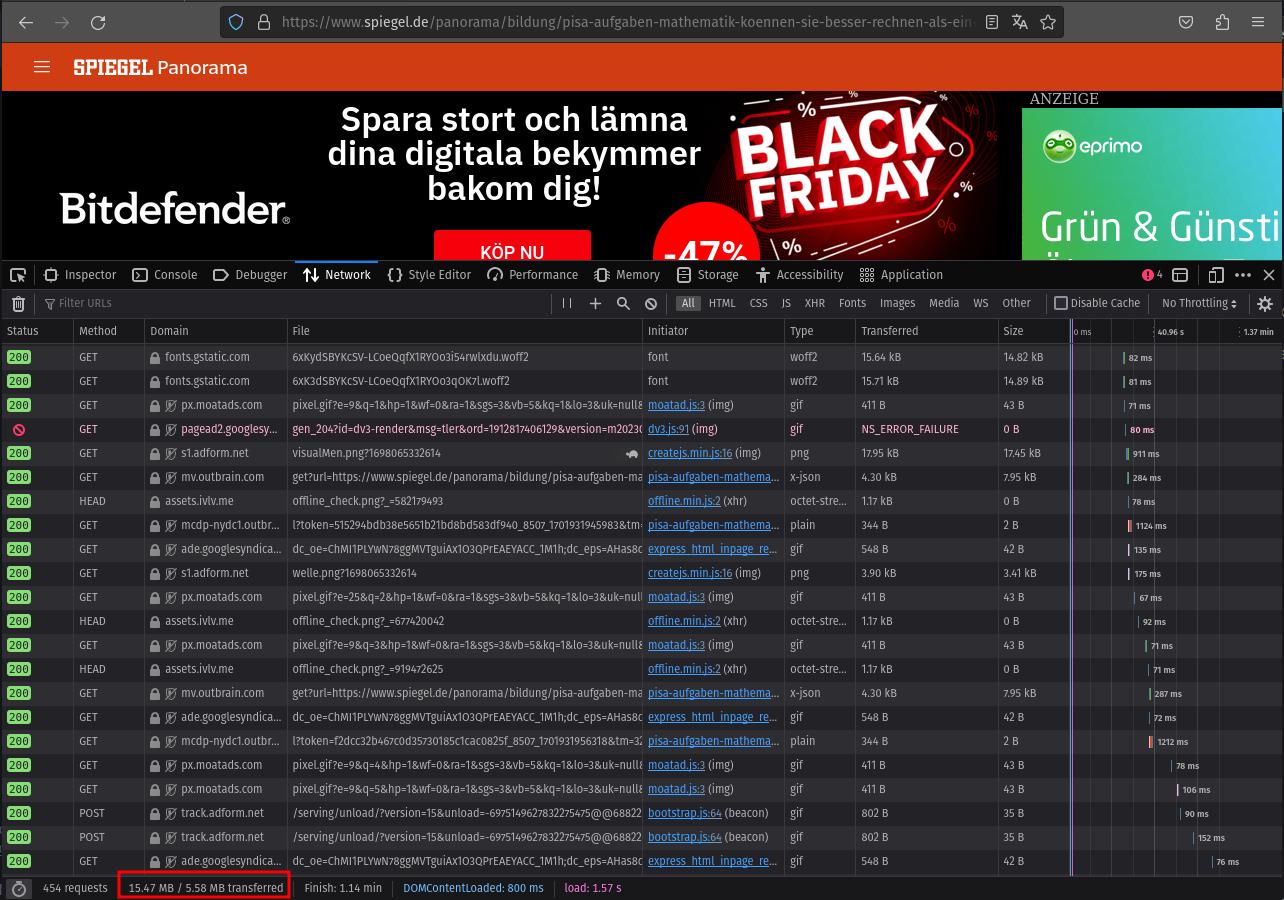 https://www.spiegel.de/panorama/bildung/pisa-aufgaben-mathematik-koennen-sie-besser-rechnen-als-ein-
SPIEGEL Panorama
ANZEIGE
Spara stort och lämna
dina digitala bekymmer
bakom dig!
Bitdefender®
KÖP NU
-47%
BLACK
FRIDAY
eprimo
Grün & Günsti
Inspector Console Debugger Network Style Editor Performance Memory Storage Accessibility Application 4
Filter URLs All HTML CSS JS XHR Fonts Images Media WS Other Disable Cache No Throttling
Status Method Domain File Initiator Type Transferred Size 0 ms 40.96 s 1.37 min
200 GET fonts.gstatic.com 6xKydSBYKcSV-LCoeQqfX1RYOo3i54rwlxdu.woff2 font woff2 15.64 kB 14.82 kB 82 ms
200 GET fonts.gstatic.com 6xK3dSBYKcSV-LCoeQqfX1RYOo3qOK7l.woff2 font woff2 15.71 kB 14.89 kB 81 ms
200 GET px.moatads.com pixel.gif?e=9&q=1&hp=1&wf=0&ra=1&sgs=3&vb=5&kq=1&lo=3&uk=null& moatad.js:3 (img) gif 411 B 43 B 71 ms
GET pagead2.googlesy... gen_204?id=dv3-render&msg=tler&ord=1912817406129&version=m20230 dv3.js:91 (img) gif NS_ERROR_FAILURE 0 B 80 ms
200 GET s1.adform.net visualMen.png?1698065332614 createjs.min.js:16 (img) png 17.95 kB 17.45 kB 911 ms
200 GET mv.outbrain.com get?url=https://www.spiegel.de/panorama/bildung/pisa-aufgaben-ma pisa-aufgaben-mathema... x-json 4.30 kB 7.95 kB 284 ms
200 HEAD assets.ivlv.me offline_check.png?_=582179493 offline.min.js:2 (xhr) octet-stre... 1.17 kB 0 B 78 ms
200 GET mcdp-nydc1.outbr... l?token=515294bdb38e5651b21bd8bd583df940_8507_1701931945983&tm= pisa-aufgaben-mathema... plain 344 B 2 B 1124 ms
200 GET ade.googlesyndica... dc_oe=ChMI1PLYwN78ggMVTguiAx1O3QPrEAEYACC_1M1h;dc_eps=AHas8c express_html_inpage_re... gif 548 B 42 B 135 ms
200 GET s1.adform.net welle.png?1698065332614 createjs.min.js:16 (img) png 3.90 kB 3.41 kB 175 ms
200 GET px.moatads.com pixel.gif?e=25&q=2&hp=1&wf=0&ra=1&sgs=3&vb=5&kq=1&lo=3&uk=null pisa moatad.js:3 (img) gif 411 B 43 B 67 ms
200 HEAD assets.ivlv.me offline_check.png?_=677420042 offline.min.js:2 (xhr) octet-stre... 1.17 kB 0 B 92 ms
200 GET px.moatads.com pixel.gif?e=9&q=3&hp=1&wf=0&ra=1&sgs=3&vb=5&kq=1&lo=3&uk=null& moatad.js:3 (img) gif 411 B 43 B 71 ms
200 HEAD assets.ivlv.me offline_check.png?_=919472625 offline.min.js:2 (xhr) octet-stre... 1.17 kB 0 B 71 ms
200 GET mv.outbrain.com get?url=https://www.spiegel.de/panorama/bildung/pisa-aufgaben-ma pisa-aufgaben-mathema... x-json 4.30 kB 7.95 kB 287 ms
200 GET ade.googlesyndica... dc_oe=ChMI1PLYwN78ggMVTguiAx1O3QPrEAEYACC_1M1h;dc_eps=AHas8c express_html_inpage_re... gif 548 B 42 B 72 ms
200 GET mcdp-nydc1.outbr... l?token=f2dcc32b467c0d35730185c1cac0825f_8507_1701931956318&tm=32 pisa-aufgaben-mathema... plain 344 B 2 B 1212 ms
200 GET px.moatads.com pixel.gif?e=9&q=4&hp=1&wf=0&ra=1&sgs=3&vb=5&kq=1&lo=3&uk=null& moatad.js:3 (img) gif 411 B 43 B 78 ms
200 GET px.moatads.com pixel.gif?e=9&q=5&hp=1&wf=0&ra=1&sgs=3&vb=5&kq=1&lo=3&uk=null& moatad.js:3 (img) gif 411 B 43 B 106 ms
200 POST track.adform.net /serving/unload/?version=15&unload=-6975149627832275475@@68822 bootstrap.js:64 (beacon) 802 B 35 B 90 ms
200 POST track.adform.net /serving/unload/?version=15&unload=-6975149627832275475@@68822 bootstrap.js:64 (beacon) 802 B 35 B 152 ms
200 GET ade.googlesyndica... dc_oe=ChMI1PLYwN78ggMVTguiAx1O3QPrEAEYACC_1M1h;dc_eps=AHas8c express_html_inpage_re... gif 548 B 42 B 76 ms
454 requests 15.47 MB / 5.58 MB transferred Finish: 1.14 min DOMContentLoaded: 800 ms load: 1.57 s